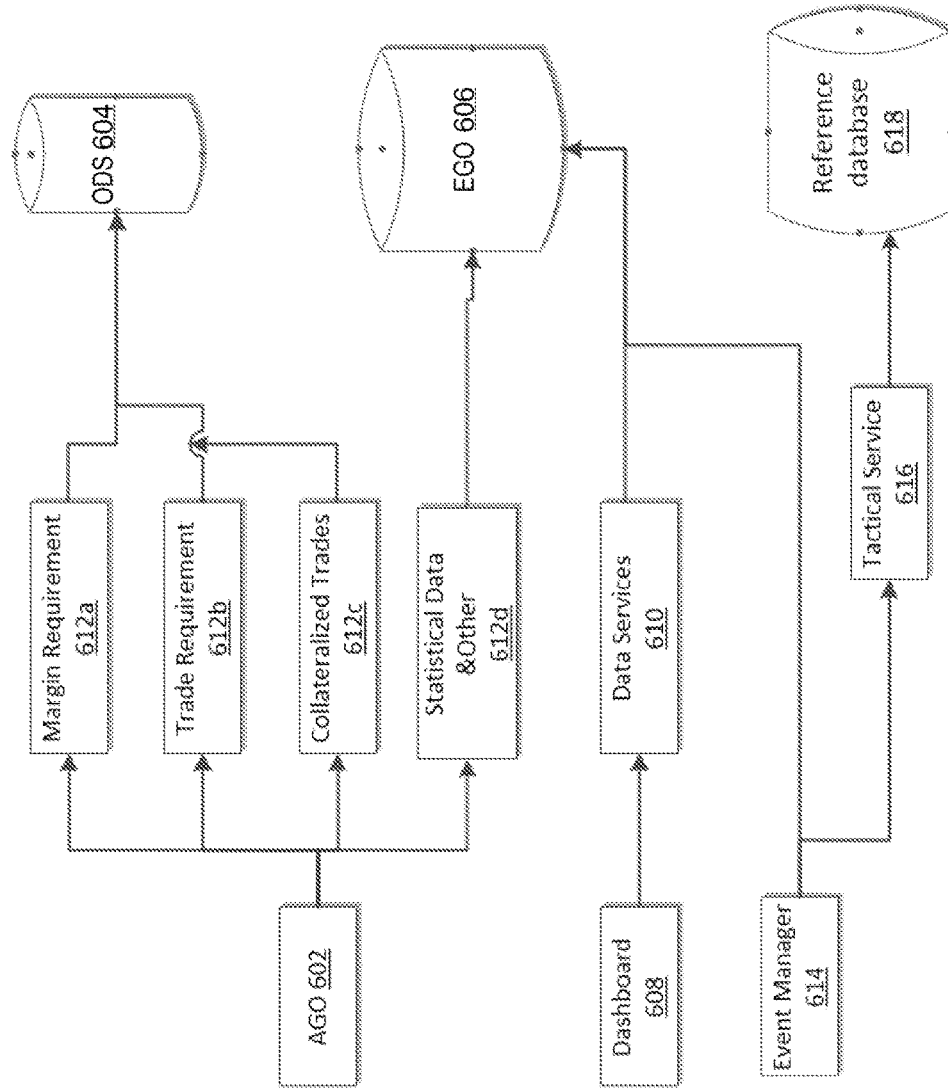 AGO 602
Margin Requirement
612a
Trade Requirement
612b
Collateralized Trades
612c
Statistical Data
&Other
612d
ODS 604
EGO 606
Dashboard
608
Data Services
610
Event Manager
614
Tactical Service
616
Reference
database
618